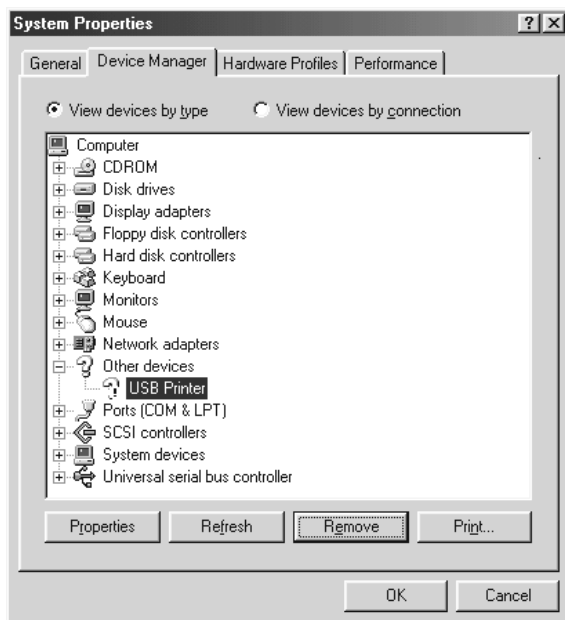 System Properties
General Device Manager Hardware Profiles Performance
View devices by type View devices by connection
Computer
CDROM
Disk drives
Display adapters
Floppy disk controllers
Hard disk controllers
Keyboard
Monitors
Mouse
Network adapters
Other devices
USB Printer
Ports (COM & LPT)
SCSI controllers
System devices
Universal serial bus controller
Properties Refresh Remove Print...
OK Cancel